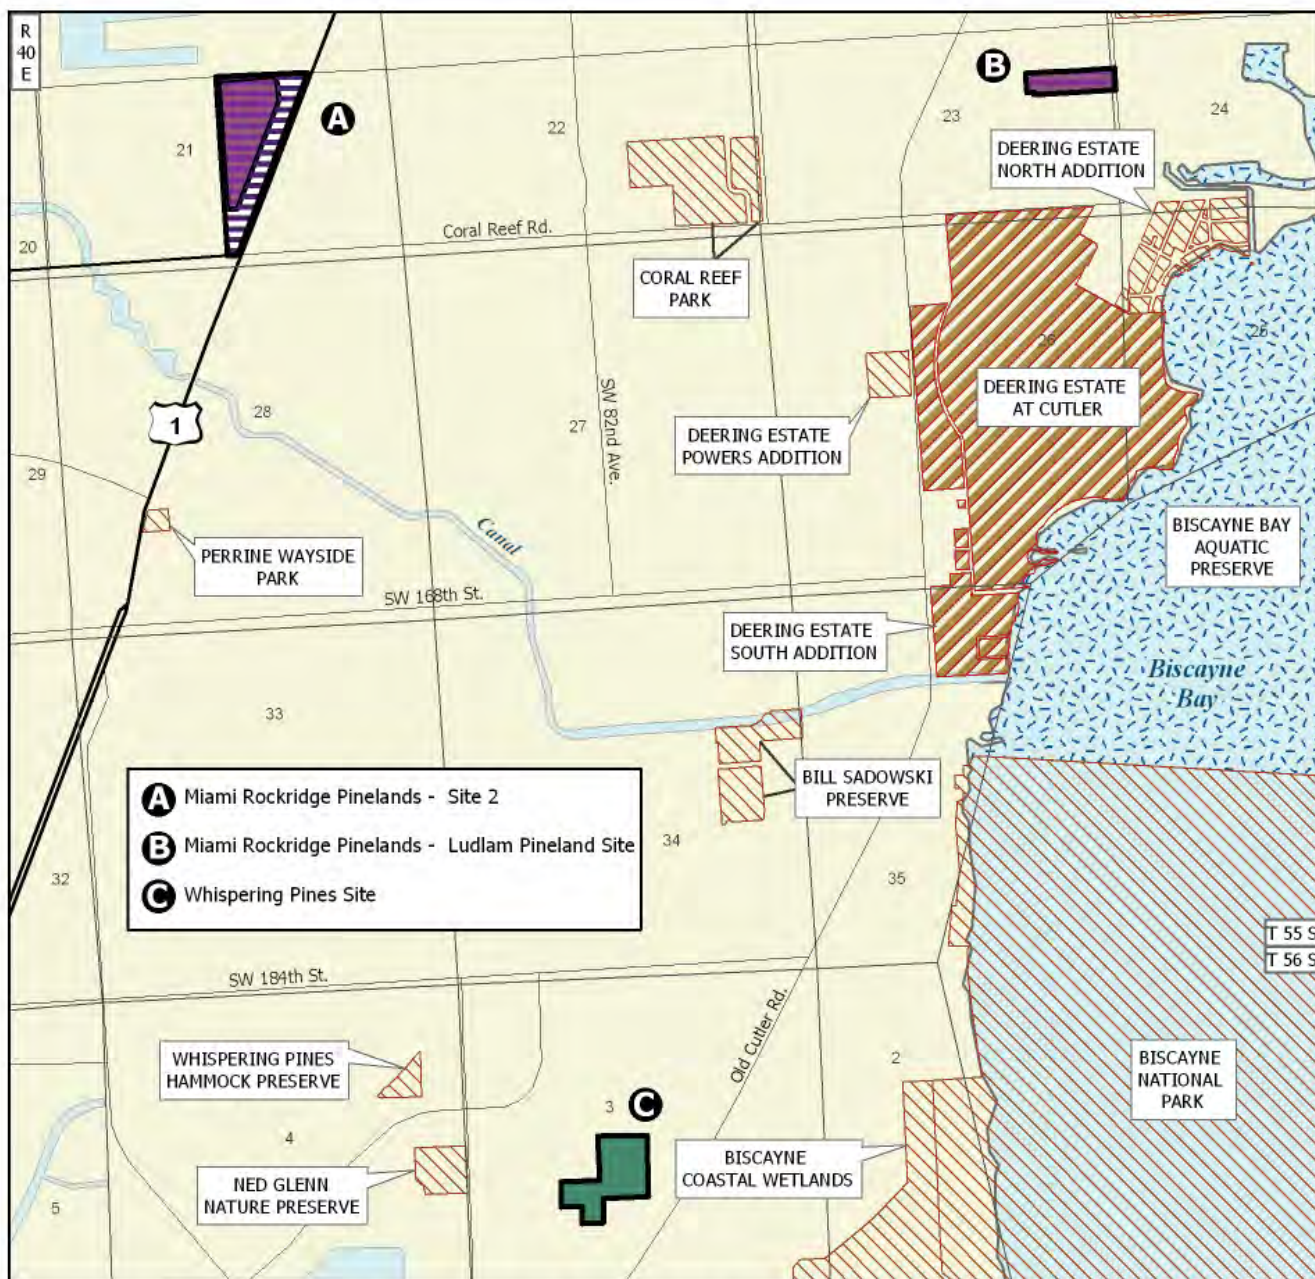 R
40
E
A
B
21
22
23
24
DEERING ESTATE
NORTH ADDITION
20
Coral Reef Rd.
CORAL REEF
PARK
26
25
DEERING ESTATE
AT CUTLER
SW 82nd Ave.
28
27
1
DEERING ESTATE
POWERS ADDITION
29
Canal
BISCAYNE BAY
AQUATIC
PRESERVE
PERRINE WAYSIDE
PARK
SW 168th St.
DEERING ESTATE
SOUTH ADDITION
Biscayne
Bay
33
A Miami Rockridge Pinelands - Site 2
B Miami Rockridge Pinelands - Ludlam Pineland Site
C Whispering Pines Site
BILL SADOWSKI
PRESERVE
34
32
35
T 55 S
T 56 S
SW 184th St.
Old Cutler Rd.
WHISPERING PINES
HAMMOCK PRESERVE
2
BISCAYNE
NATIONAL
PARK
3
C
4
BISCAYNE
COASTAL WETLANDS
NED GLENN
NATURE PRESERVE
5